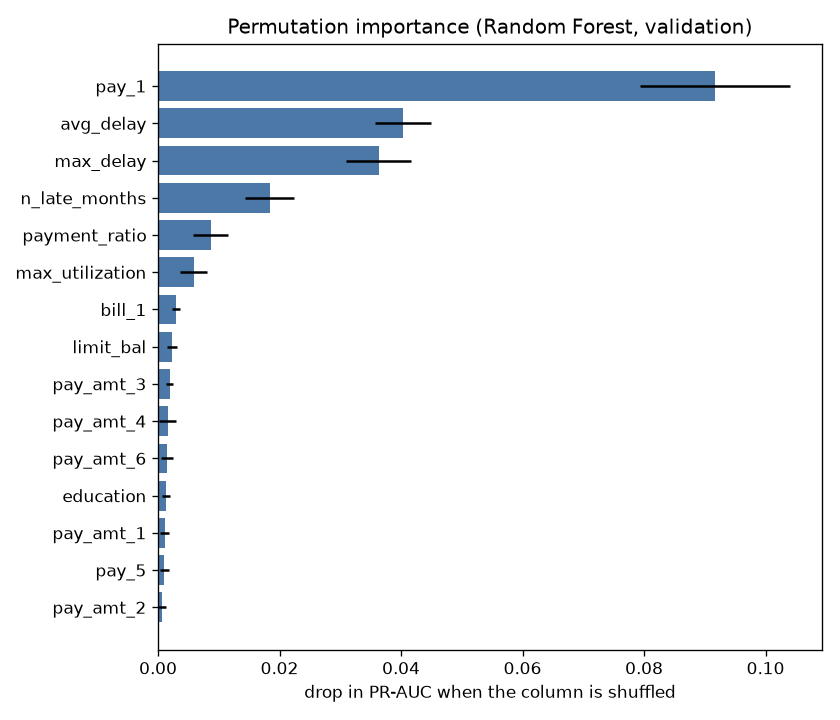 Permutation importance (Random Forest, validation)
pay_1
avg_delay
max_delay
n_late_months
payment_ratio
max_utilization
bill_1
limit_bal
pay_amt_3
pay_amt_4
pay_amt_6
education
pay_amt_1
pay_5
pay_amt_2
0.00 0.02 0.04 0.06 0.08 0.10
drop in PR-AUC when the column is shuffled